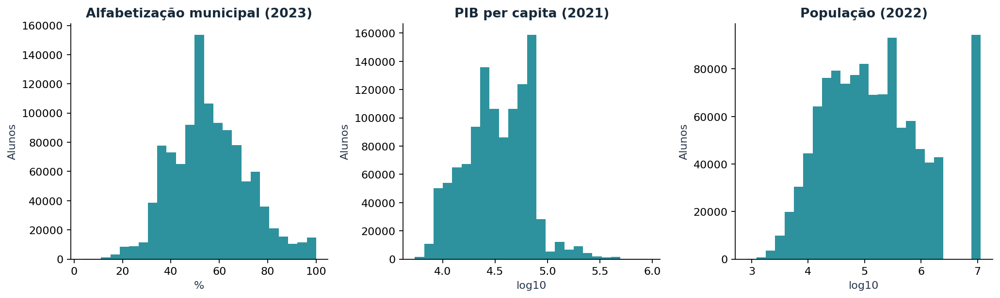 Alfabetização municipal (2023)
160000
140000
120000
100000
80000
60000
40000
20000
0
Alunos
0 20 40 60 80 100
%
PIB per capita (2021)
160000
140000
120000
100000
80000
60000
40000
20000
0
Alunos
4.0 4.5 5.0 5.5 6.0
log10
População (2022)
80000
60000
40000
20000
0
Alunos
3 4 5 6 7
log10